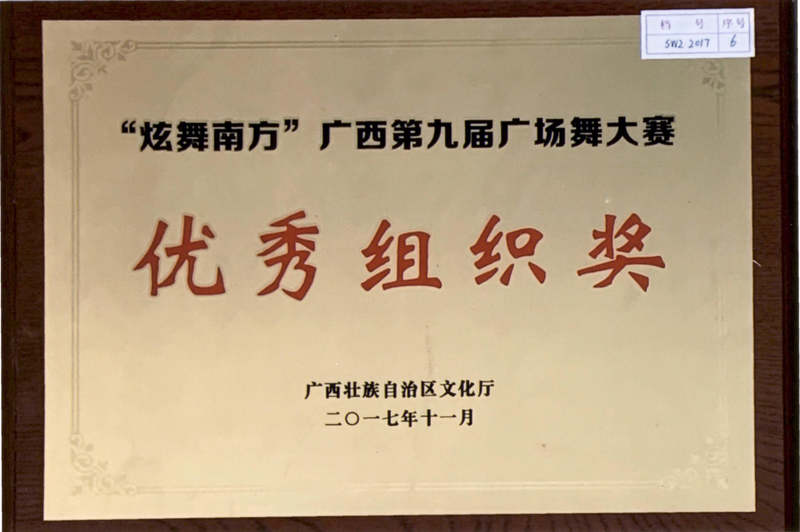 档 号 序号
SW2 2017 6
“炫舞南方”广西第九届广场舞大赛
优秀组织奖
广西壮族自治区文化厅
二〇一七年十一月